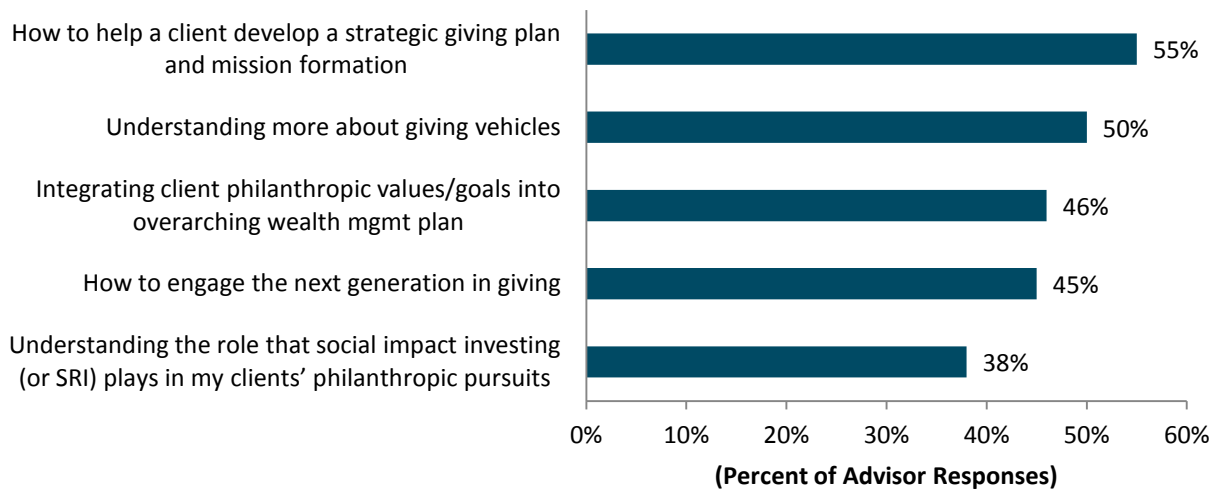 How to help a client develop a strategic giving plan
and mission formation
55%
Understanding more about giving vehicles
50%
Integrating client philanthropic values/goals into
overarching wealth mgmt plan
46%
How to engage the next generation in giving
45%
Understanding the role that social impact investing
(or SRI) plays in my clients’ philanthropic pursuits
38%
0% 10% 20% 30% 40% 50% 60%
(Percent of Advisor Responses)